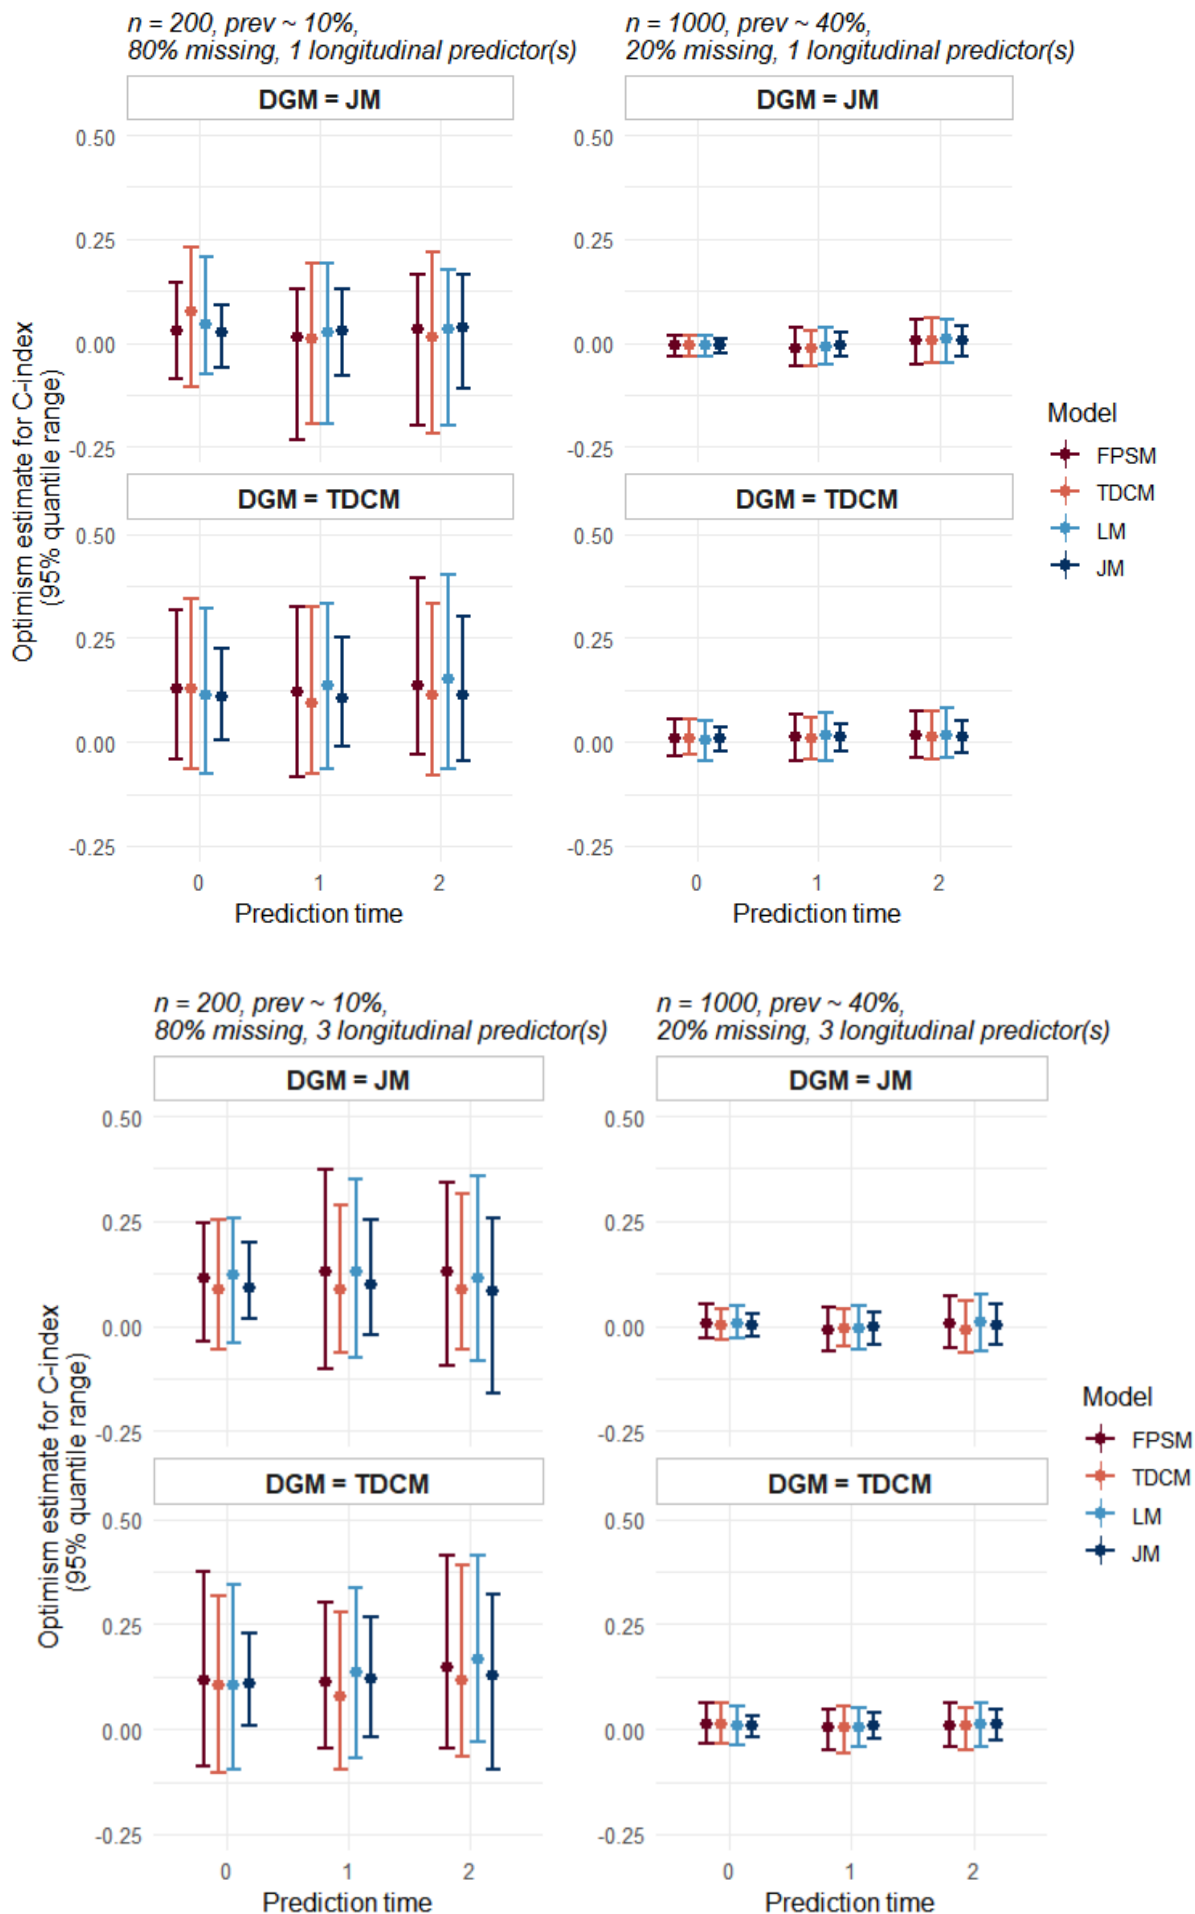 n = 200, prev ~ 10%,
80% missing, 1 longitudinal predictor(s)
n = 1000, prev ~ 40%,
20% missing, 1 longitudinal predictor(s)
DGM = JM
DGM = JM
0.50
0.25
0.00
-0.25
0.50
0.25
0.00
-0.25
DGM = TDCM
DGM = TDCM
0.50
0.25
0.00
-0.25
0.50
0.25
0.00
-0.25
0 1 2
0 1 2
Prediction time
Prediction time
Optimism estimate for C-index
(95% quantile range)
Model
FPSM
TDCM
LM
JM
n = 200, prev ~ 10%,
80% missing, 3 longitudinal predictor(s)
n = 1000, prev ~ 40%,
20% missing, 3 longitudinal predictor(s)
DGM = JM
DGM = JM
0.50
0.25
0.00
-0.25
0.50
0.25
0.00
-0.25
DGM = TDCM
DGM = TDCM
0.50
0.25
0.00
-0.25
0.50
0.25
0.00
-0.25
0 1 2
0 1 2
Prediction time
Prediction time
Optimism estimate for C-index
(95% quantile range)
Model
FPSM
TDCM
LM
JM